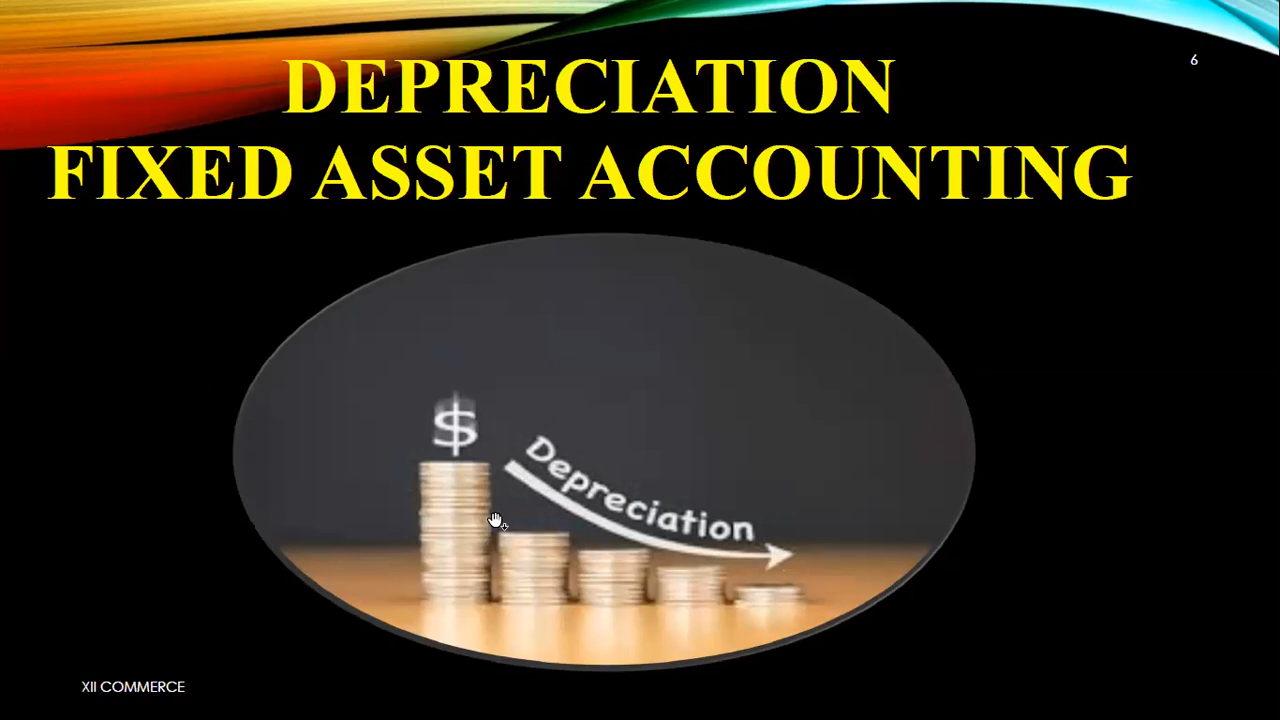 DEPRECIATION
6
FIXED ASSET ACCOUNTING
$
Depreciation
XII COMMERCE